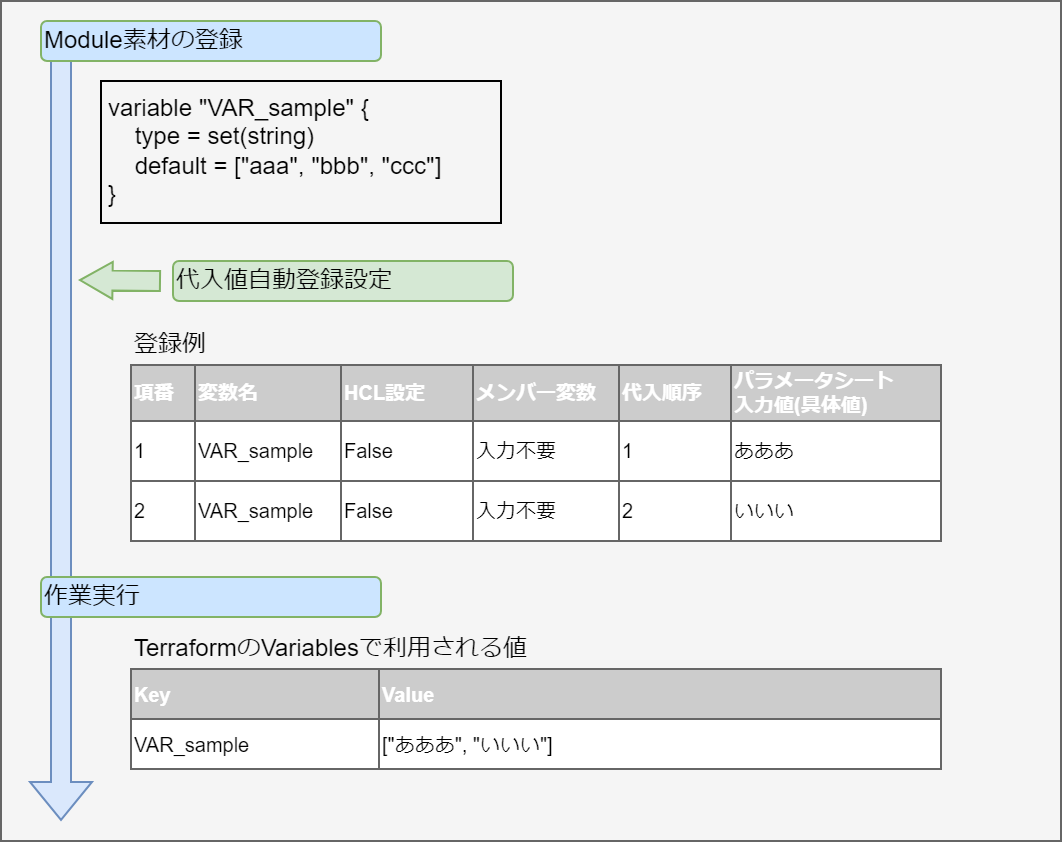 Module素材の登録
variable "VAR_sample" {
type = set(string)
default = ["aaa", "bbb", "ccc"]
}
代入値自動登録設定
登録例
項番 変数名 HCL設定 メンバー変数 代入順序 パラメータシート
入力値(具体値)
1 VAR_sample False 入力不要 1 あああ
2 VAR_sample False 入力不要 2 いいい
作業実行
TerraformのVariablesで利用される値
Key Value
VAR_sample ["あああ", "いいい"]